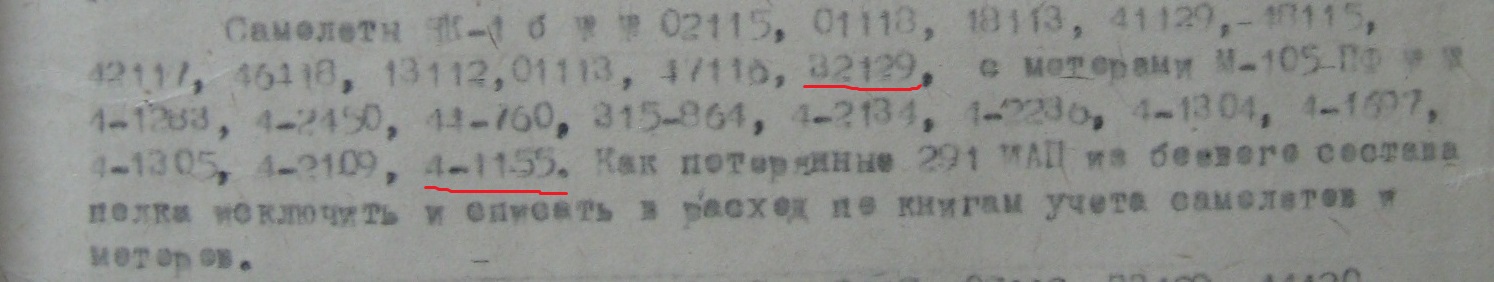 Самолеты ЯК-1 б № № 02115, 01118, 18113, 41129,-18115,
42117, 46118, 13112,01113, 47116, 32129, с моторами М-105-ПФ № №
4-1283, 4-2450, 44-760, 315-864, 4-2134, 4-2236, 4-1304, 4-1697,
4-1305, 4-2109, 4-1155. Как потерянные 291 ИАП из боевого состава
полка исключить и списать в расход по книгам учета самолетов и
моторов.